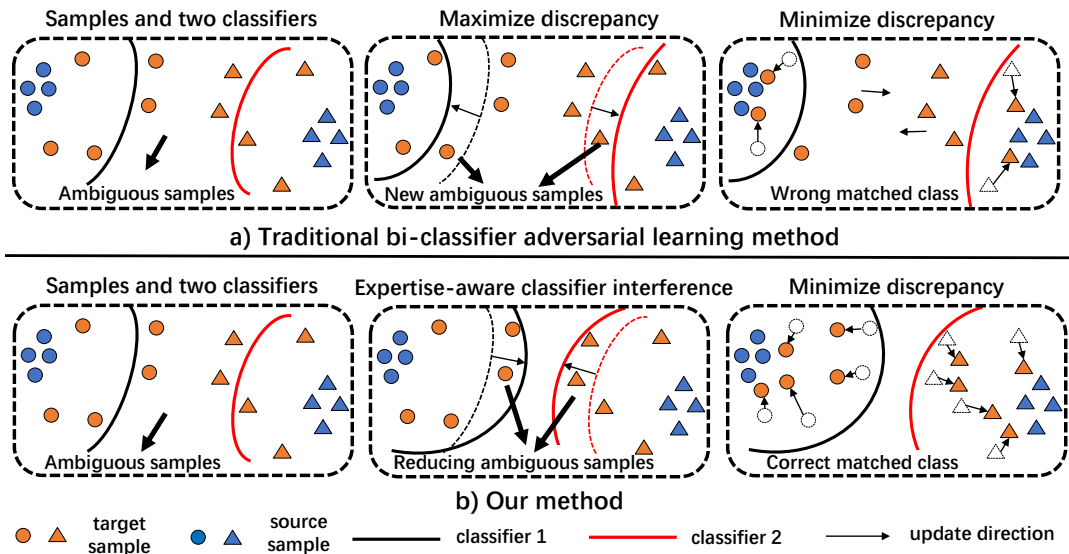 Samples and two classifiers
Maximize discrepancy
Minimize discrepancy
Ambiguous samples
New ambiguous samples
Wrong matched class
a) Traditional bi-classifier adversarial learning method
Samples and two classifiers
Expertise-aware classifier interference
Minimize discrepancy
Ambiguous samples
Reducing ambiguous samples
Correct matched class
b) Our method
target
sample
source
sample
classifier 1
classifier 2
update direction